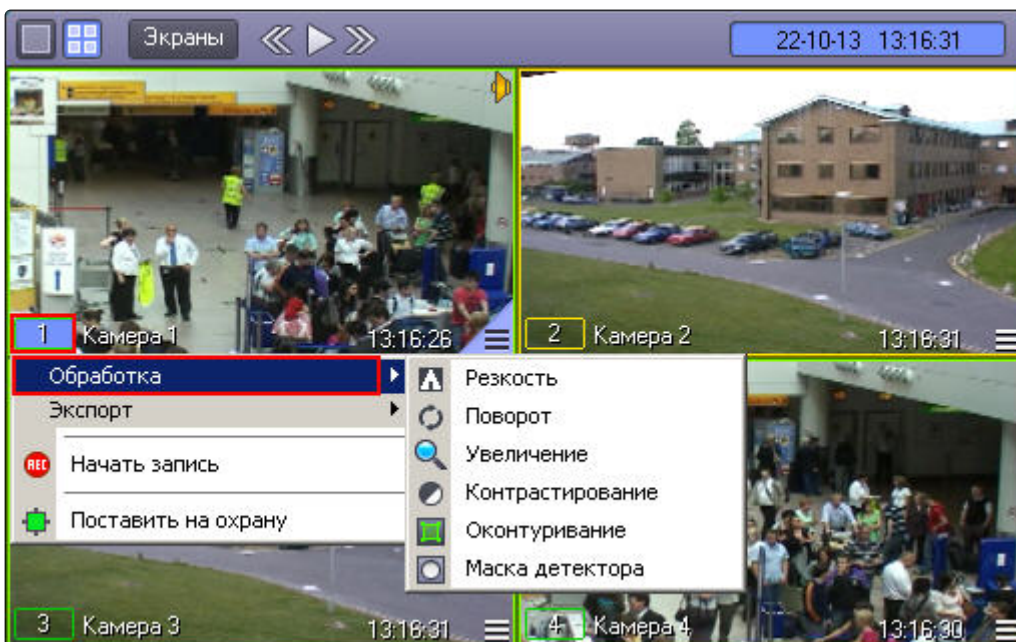 Экраны
22-10-13 13:16:31
1 Камера 1 13:16:26
2 Камера 2 13:16:31
Обработка
Экспорт
Начать запись
Поставить на охрану
Резкость
Поворот
Увеличение
Контрастирование
Оконтуривание
Маска детектора
3 Камера 3 13:16:31
4 Камера 4 13:16:30
REC